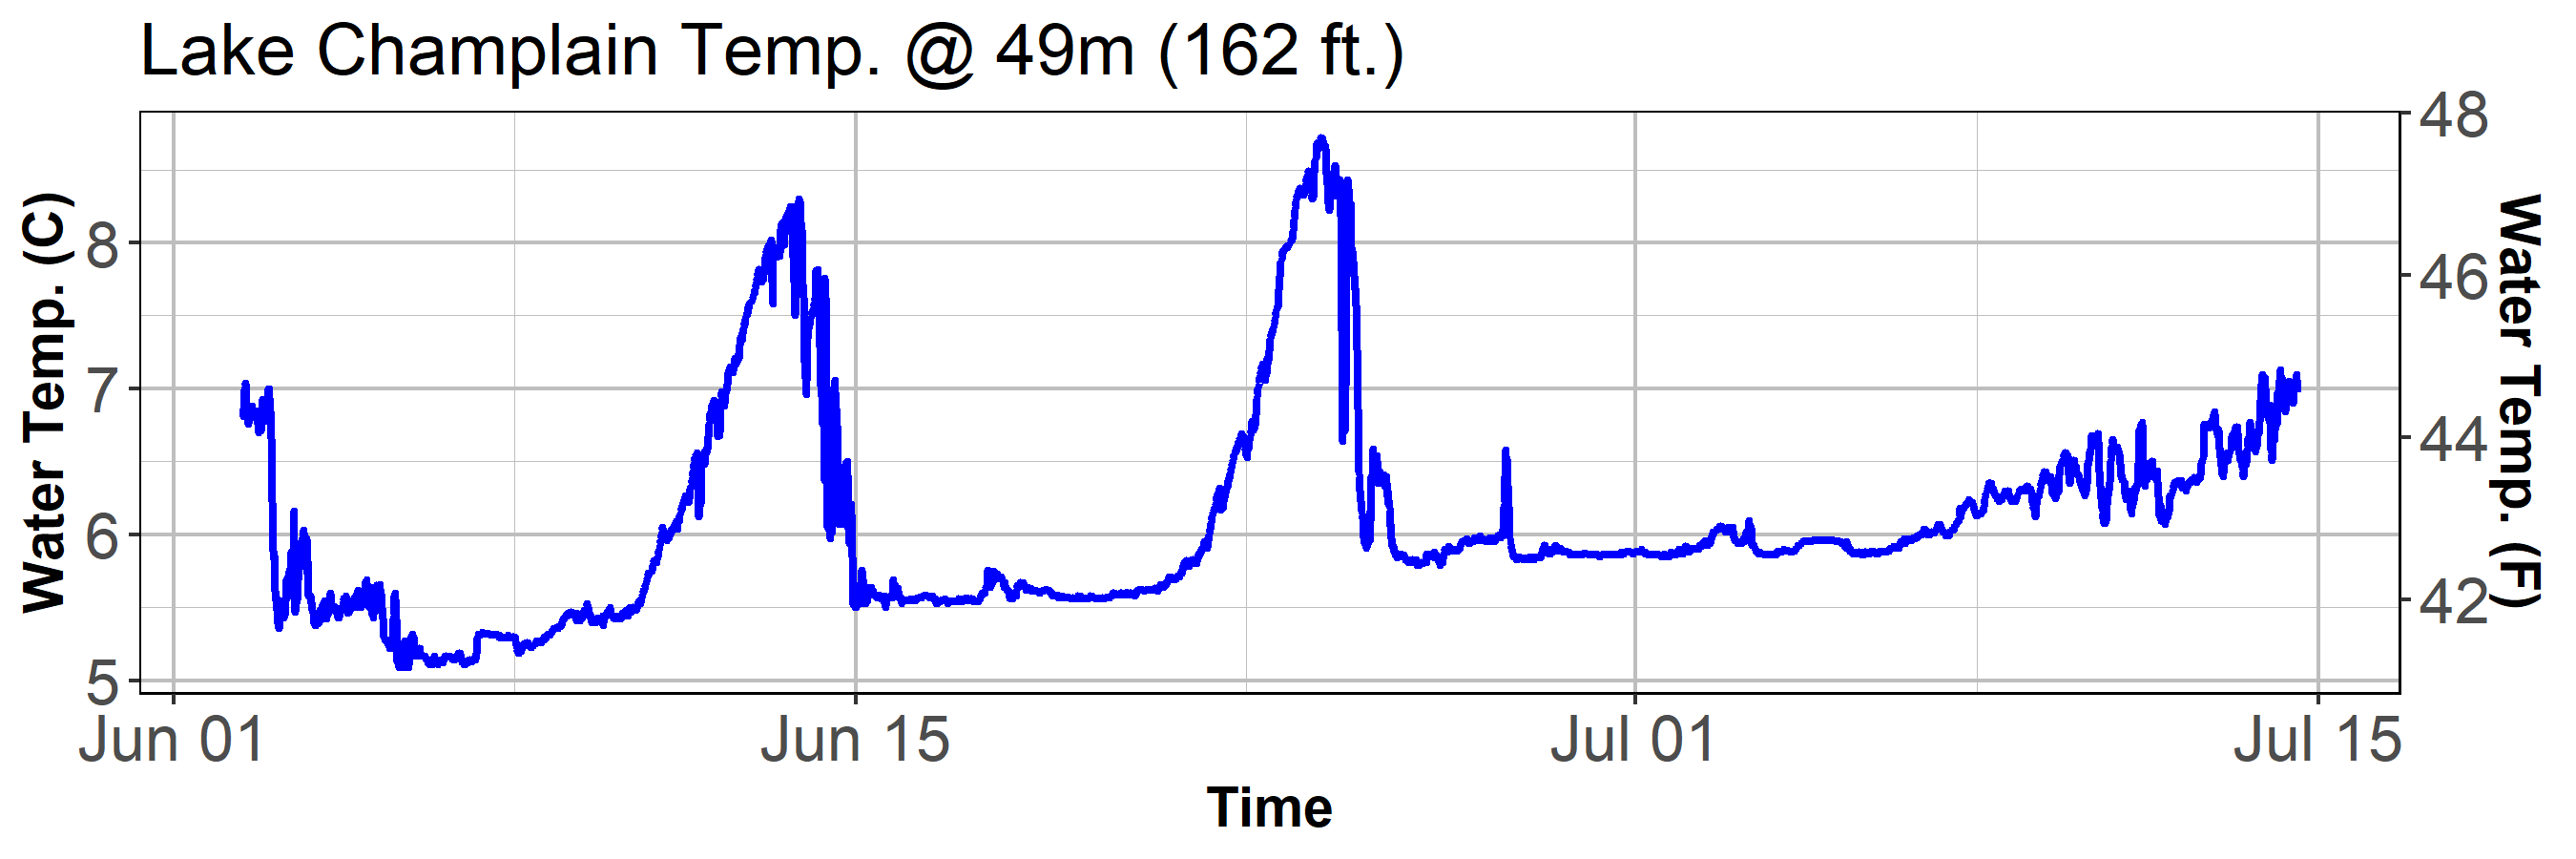 Lake Champlain Temp. @ 49m (162 ft.)
Water Temp. (C)
8
7
6
5
48
46
44
42
Water Temp. (F)
Jun 01
Jun 15
Jul 01
Jul 15
Time